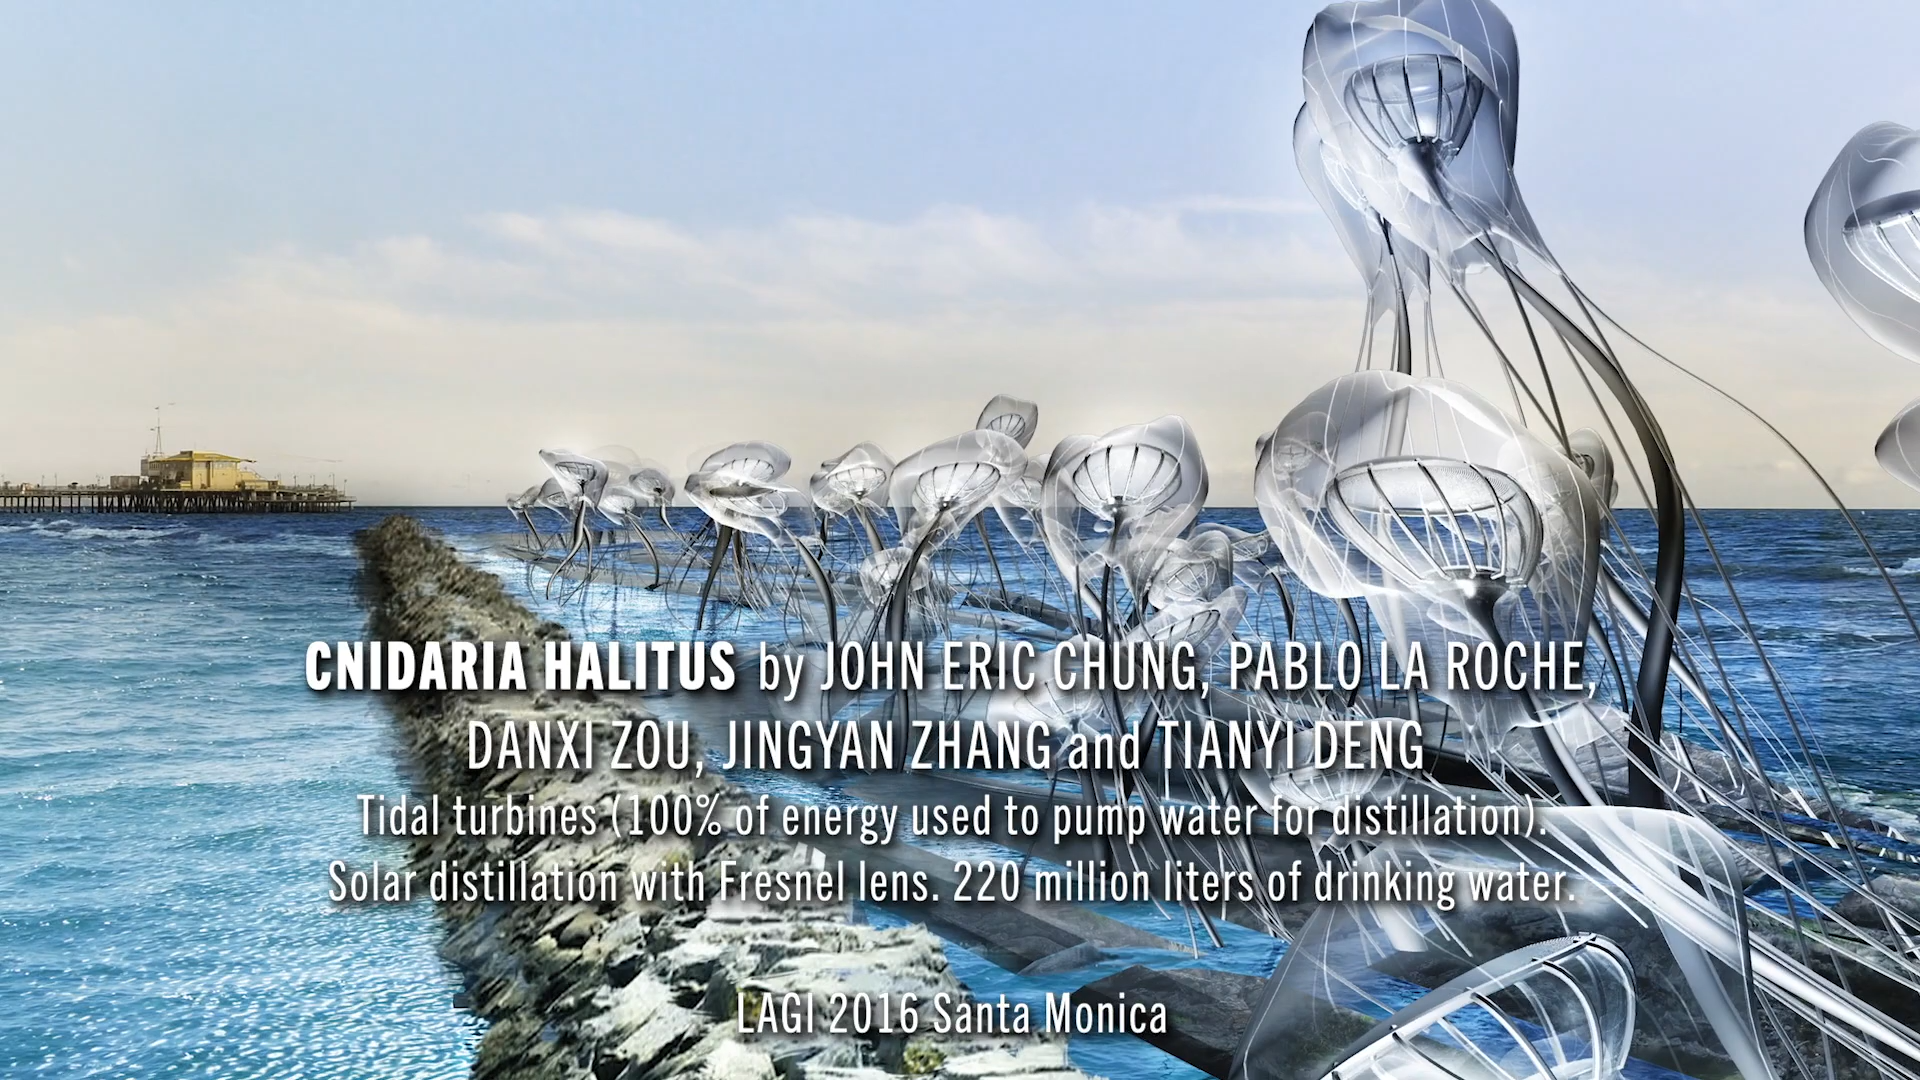 CNIDARIA HALITUS by JOHN ERIC CHUNG, PABLO LA ROCHE,
DANXI ZOU, JINGYAN ZHANG and TIANYI DENG
Tidal turbines (100% of energy used to pump water for distillation).
Solar distillation with Fresnel lens. 220 million liters of drinking water.
LAGI 2016 Santa Monica